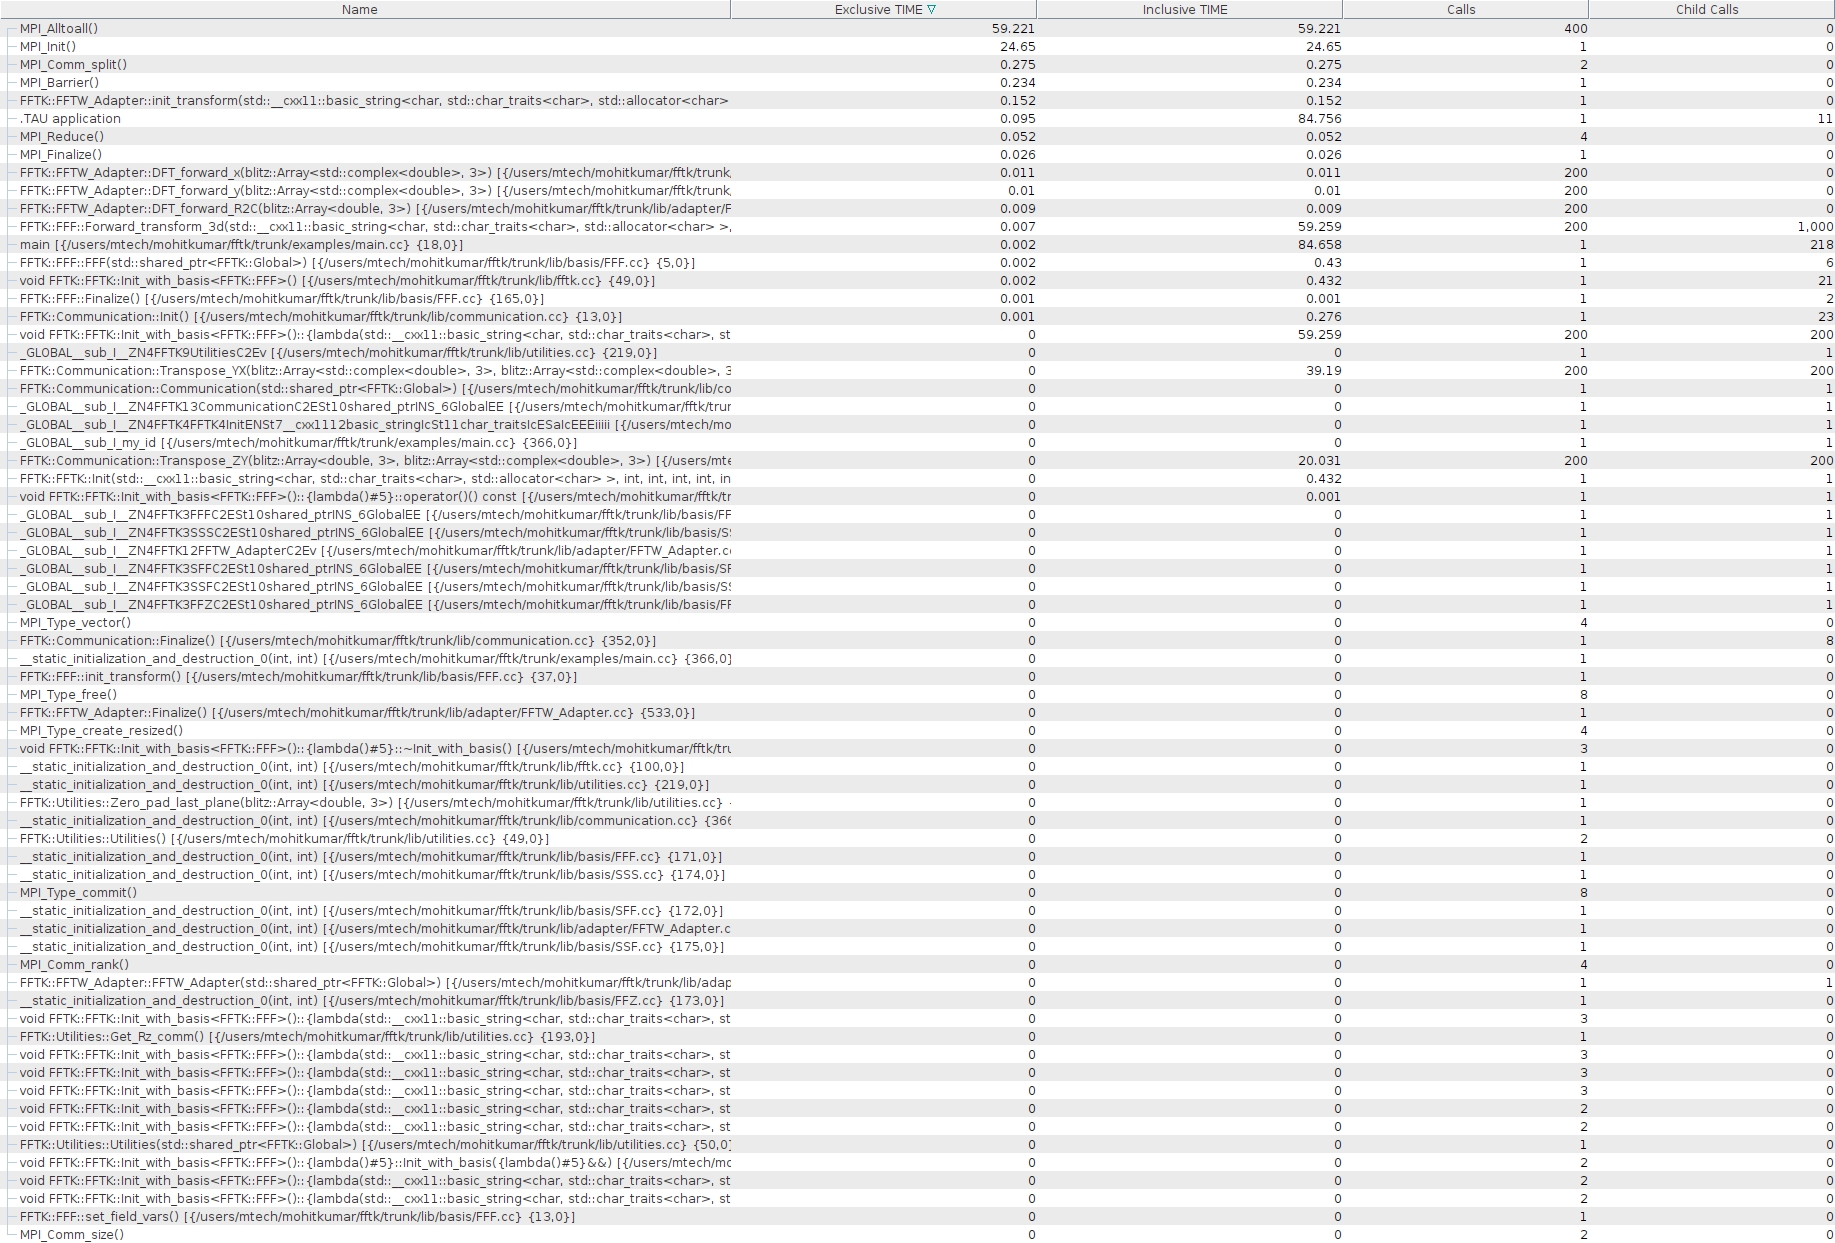 Name Exclusive TIME ▽ Inclusive TIME Calls Child Calls
MPI_Alltoall() 59.221 59.221 400 0
MPI_Init() 24.65 24.65 1 0
MPI_Comm_split() 0.275 0.275 2 0
MPI_Barrier() 0.234 0.234 1 0
FFTK::FFTW_Adapter::init_transform(std::__cxx11::basic_string<char, std::char_traits<char>, std::allocator<char> 0.152 0.152 1 0
.TAU application 0.095 84.756 1 11
MPI_Reduce() 0.052 0.052 4 0
MPI_Finalize() 0.026 0.026 1 0
FFTK::FFTW_Adapter::DFT_forward_x(blitz::Array<std::complex<double>, 3>) [{/users/mtech/mohitkumar/fftk/trunk, 0.011 0.011 200 0
FFTK::FFTW_Adapter::DFT_forward_y(blitz::Array<std::complex<double>, 3>) [{/users/mtech/mohitkumar/fftk/trunk, 0.01 0.01 200 0
FFTK::FFTW_Adapter::DFT_forward_R2C(blitz::Array<double, 3>) [{/users/mtech/mohitkumar/fftk/trunk/lib/adapter/F 0.009 0.009 200 0
FFTK::FFF::Forward_transform_3d(std::__cxx11::basic_string<char, std::char_traits<char>, std::allocator<char> >, 0.007 59.259 200 1,000
main [{/users/mtech/mohitkumar/fftk/trunk/examples/main.cc} {18,0}] 0.002 84.658 1 218
FFTK::FFF::FFF(std::shared_ptr<FFTK::Global>) [{/users/mtech/mohitkumar/fftk/trunk/lib/basis/FFF.cc} {5,0}] 0.002 0.43 1 6
void FFTK::FFTK::Init_with_basis<FFTK::FFF>() [{/users/mtech/mohitkumar/fftk/trunk/lib/fftk.cc} {49,0}] 0.002 0.432 1 21
FFTK::FFF::Finalize() [{/users/mtech/mohitkumar/fftk/trunk/lib/basis/FFF.cc} {165,0}] 0.001 0.001 1 2
FFTK::Communication::Init() [{/users/mtech/mohitkumar/fftk/trunk/lib/communication.cc} {13,0}] 0.001 0.276 1 23
void FFTK::FFTK::Init_with_basis<FFTK::FFF>()::{lambda(std::__cxx11::basic_string<char, std::char_traits<char>, st 0 59.259 200 200
_GLOBAL__sub_I__ZN4FFTK9UtilitiesC2Ev [{/users/mtech/mohitkumar/fftk/trunk/lib/utilities.cc} {219,0}] 0 0 1 1
FFTK::Communication::Transpose_YX(blitz::Array<std::complex<double>, 3>, blitz::Array<std::complex<double>, 3 0 39.19 200 200
FFTK::Communication::Communication(std::shared_ptr<FFTK::Global>) [{/users/mtech/mohitkumar/fftk/trunk/lib/co 0 0 1 1
_GLOBAL__sub_I__ZN4FFTK13CommunicationC2ESt10shared_ptrINS_6GlobalEE [{/users/mtech/mohitkumar/fftk/trur 0 0 1 1
_GLOBAL__sub_I__ZN4FFTK4FFTK4InitENSt7__cxx1112basic_stringIcSt11char_traitsIcESaIcEEEiiiii [{/users/mtech/mo 0 0 1 1
_GLOBAL__sub_I_my_id [{/users/mtech/mohitkumar/fftk/trunk/examples/main.cc} {366,0}] 0 0 1 1
FFTK::Communication::Transpose_ZY(blitz::Array<double, 3>, blitz::Array<std::complex<double>, 3>) [{/users/mte 0 20.031 200 200
FFTK::FFTK::Init(std::__cxx11::basic_string<char, std::char_traits<char>, std::allocator<char> >, int, int, int, int, in 0 0.432 1 1
void FFTK::FFTK::Init_with_basis<FFTK::FFF>()::{lambda()#5}::operator()() const [{/users/mtech/mohitkumar/fftk/tr 0 0.001 1 1
_GLOBAL__sub_I__ZN4FFTK3FFFC2ESt10shared_ptrINS_6GlobalEE [{/users/mtech/mohitkumar/fftk/trunk/lib/basis/FF 0 0 1 1
_GLOBAL__sub_I__ZN4FFTK3SSSC2ESt10shared_ptrINS_6GlobalEE [{/users/mtech/mohitkumar/fftk/trunk/lib/basis/S 0 0 1 1
_GLOBAL__sub_I__ZN4FFTK12FFTW_AdapterC2Ev [{/users/mtech/mohitkumar/fftk/trunk/lib/adapter/FFTW_Adapter.c 0 0 1 1
_GLOBAL__sub_I__ZN4FFTK3SFFC2ESt10shared_ptrINS_6GlobalEE [{/users/mtech/mohitkumar/fftk/trunk/lib/basis/SF 0 0 1 1
_GLOBAL__sub_I__ZN4FFTK3SSFC2ESt10shared_ptrINS_6GlobalEE [{/users/mtech/mohitkumar/fftk/trunk/lib/basis/S 0 0 1 1
_GLOBAL__sub_I__ZN4FFTK3FFZC2ESt10shared_ptrINS_6GlobalEE [{/users/mtech/mohitkumar/fftk/trunk/lib/basis/FF 0 0 1 1
MPI_Type_vector() 0 0 4 0
FFTK::Communication::Finalize() [{/users/mtech/mohitkumar/fftk/trunk/lib/communication.cc} {352,0}] 0 0 1 8
__static_initialization_and_destruction_0(int, int) [{/users/mtech/mohitkumar/fftk/trunk/examples/main.cc} {366,0] 0 0 1 0
FFTK::FFF::init_transform() [{/users/mtech/mohitkumar/fftk/trunk/lib/basis/FFF.cc} {37,0}] 0 0 1 0
MPI_Type_free() 0 0 8 0
FFTK::FFTW_Adapter::Finalize() [{/users/mtech/mohitkumar/fftk/trunk/lib/adapter/FFTW_Adapter.cc} {533,0}] 0 0 1 0
MPI_Type_create_resized() 0 0 4 0
void FFTK::FFTK::Init_with_basis<FFTK::FFF>()::{lambda()#5}::~Init_with_basis() [{/users/mtech/mohitkumar/fftk/tru 0 0 3 0
__static_initialization_and_destruction_0(int, int) [{/users/mtech/mohitkumar/fftk/trunk/lib/fftk.cc} {100,0}] 0 0 1 0
__static_initialization_and_destruction_0(int, int) [{/users/mtech/mohitkumar/fftk/trunk/lib/utilities.cc} {219,0}] 0 0 1 0
FFTK::Utilities::Zero_pad_last_plane(blitz::Array<double, 3>) [{/users/mtech/mohitkumar/fftk/trunk/lib/utilities.cc} 0 0 1 0
__static_initialization_and_destruction_0(int, int) [{/users/mtech/mohitkumar/fftk/trunk/lib/communication.cc} {366 0 0 1 0
FFTK::Utilities::Utilities() [{/users/mtech/mohitkumar/fftk/trunk/lib/utilities.cc} {49,0}] 0 0 2 0
__static_initialization_and_destruction_0(int, int) [{/users/mtech/mohitkumar/fftk/trunk/lib/basis/FFF.cc} {171,0}] 0 0 1 0
__static_initialization_and_destruction_0(int, int) [{/users/mtech/mohitkumar/fftk/trunk/lib/basis/SSS.cc} {174,0}] 0 0 1 0
MPI_Type_commit() 0 0 8 0
__static_initialization_and_destruction_0(int, int) [{/users/mtech/mohitkumar/fftk/trunk/lib/basis/SFF.cc} {172,0}] 0 0 1 0
__static_initialization_and_destruction_0(int, int) [{/users/mtech/mohitkumar/fftk/trunk/lib/adapter/FFTW_Adapter.c 0 0 1 0
__static_initialization_and_destruction_0(int, int) [{/users/mtech/mohitkumar/fftk/trunk/lib/basis/SSF.cc} {175,0}] 0 0 1 0
MPI_Comm_rank() 0 0 4 0
FFTK::FFTW_Adapter::FFTW_Adapter(std::shared_ptr<FFTK::Global>) [{/users/mtech/mohitkumar/fftk/trunk/lib/adap 0 0 1 1
__static_initialization_and_destruction_0(int, int) [{/users/mtech/mohitkumar/fftk/trunk/lib/basis/FFZ.cc} {173,0}] 0 0 1 0
void FFTK::FFTK::Init_with_basis<FFTK::FFF>()::{lambda(std::__cxx11::basic_string<char, std::char_traits<char>, st 0 0 3 0
FFTK::Utilities::Get_Rz_comm() [{/users/mtech/mohitkumar/fftk/trunk/lib/utilities.cc} {193,0}] 0 0 1 0
void FFTK::FFTK::Init_with_basis<FFTK::FFF>()::{lambda(std::__cxx11::basic_string<char, std::char_traits<char>, st 0 0 3 0
void FFTK::FFTK::Init_with_basis<FFTK::FFF>()::{lambda(std::__cxx11::basic_string<char, std::char_traits<char>, st 0 0 3 0
void FFTK::FFTK::Init_with_basis<FFTK::FFF>()::{lambda(std::__cxx11::basic_string<char, std::char_traits<char>, st 0 0 3 0
void FFTK::FFTK::Init_with_basis<FFTK::FFF>()::{lambda(std::__cxx11::basic_string<char, std::char_traits<char>, st 0 0 2 0
void FFTK::FFTK::Init_with_basis<FFTK::FFF>()::{lambda(std::__cxx11::basic_string<char, std::char_traits<char>, st 0 0 2 0
FFTK::Utilities::Utilities(std::shared_ptr<FFTK::Global>) [{/users/mtech/mohitkumar/fftk/trunk/lib/utilities.cc} {50,0] 0 0 1 0
void FFTK::FFTK::Init_with_basis<FFTK::FFF>()::{lambda()#5}::Init_with_basis({lambda()#5}&&) [{/users/mtech/mo 0 0 2 0
void FFTK::FFTK::Init_with_basis<FFTK::FFF>()::{lambda(std::__cxx11::basic_string<char, std::char_traits<char>, st 0 0 2 0
void FFTK::FFTK::Init_with_basis<FFTK::FFF>()::{lambda(std::__cxx11::basic_string<char, std::char_traits<char>, st 0 0 2 0
FFTK::FFF::set_field_vars() [{/users/mtech/mohitkumar/fftk/trunk/lib/basis/FFF.cc} {13,0}] 0 0 1 0
MPI_Comm_size() 0 0 2 0